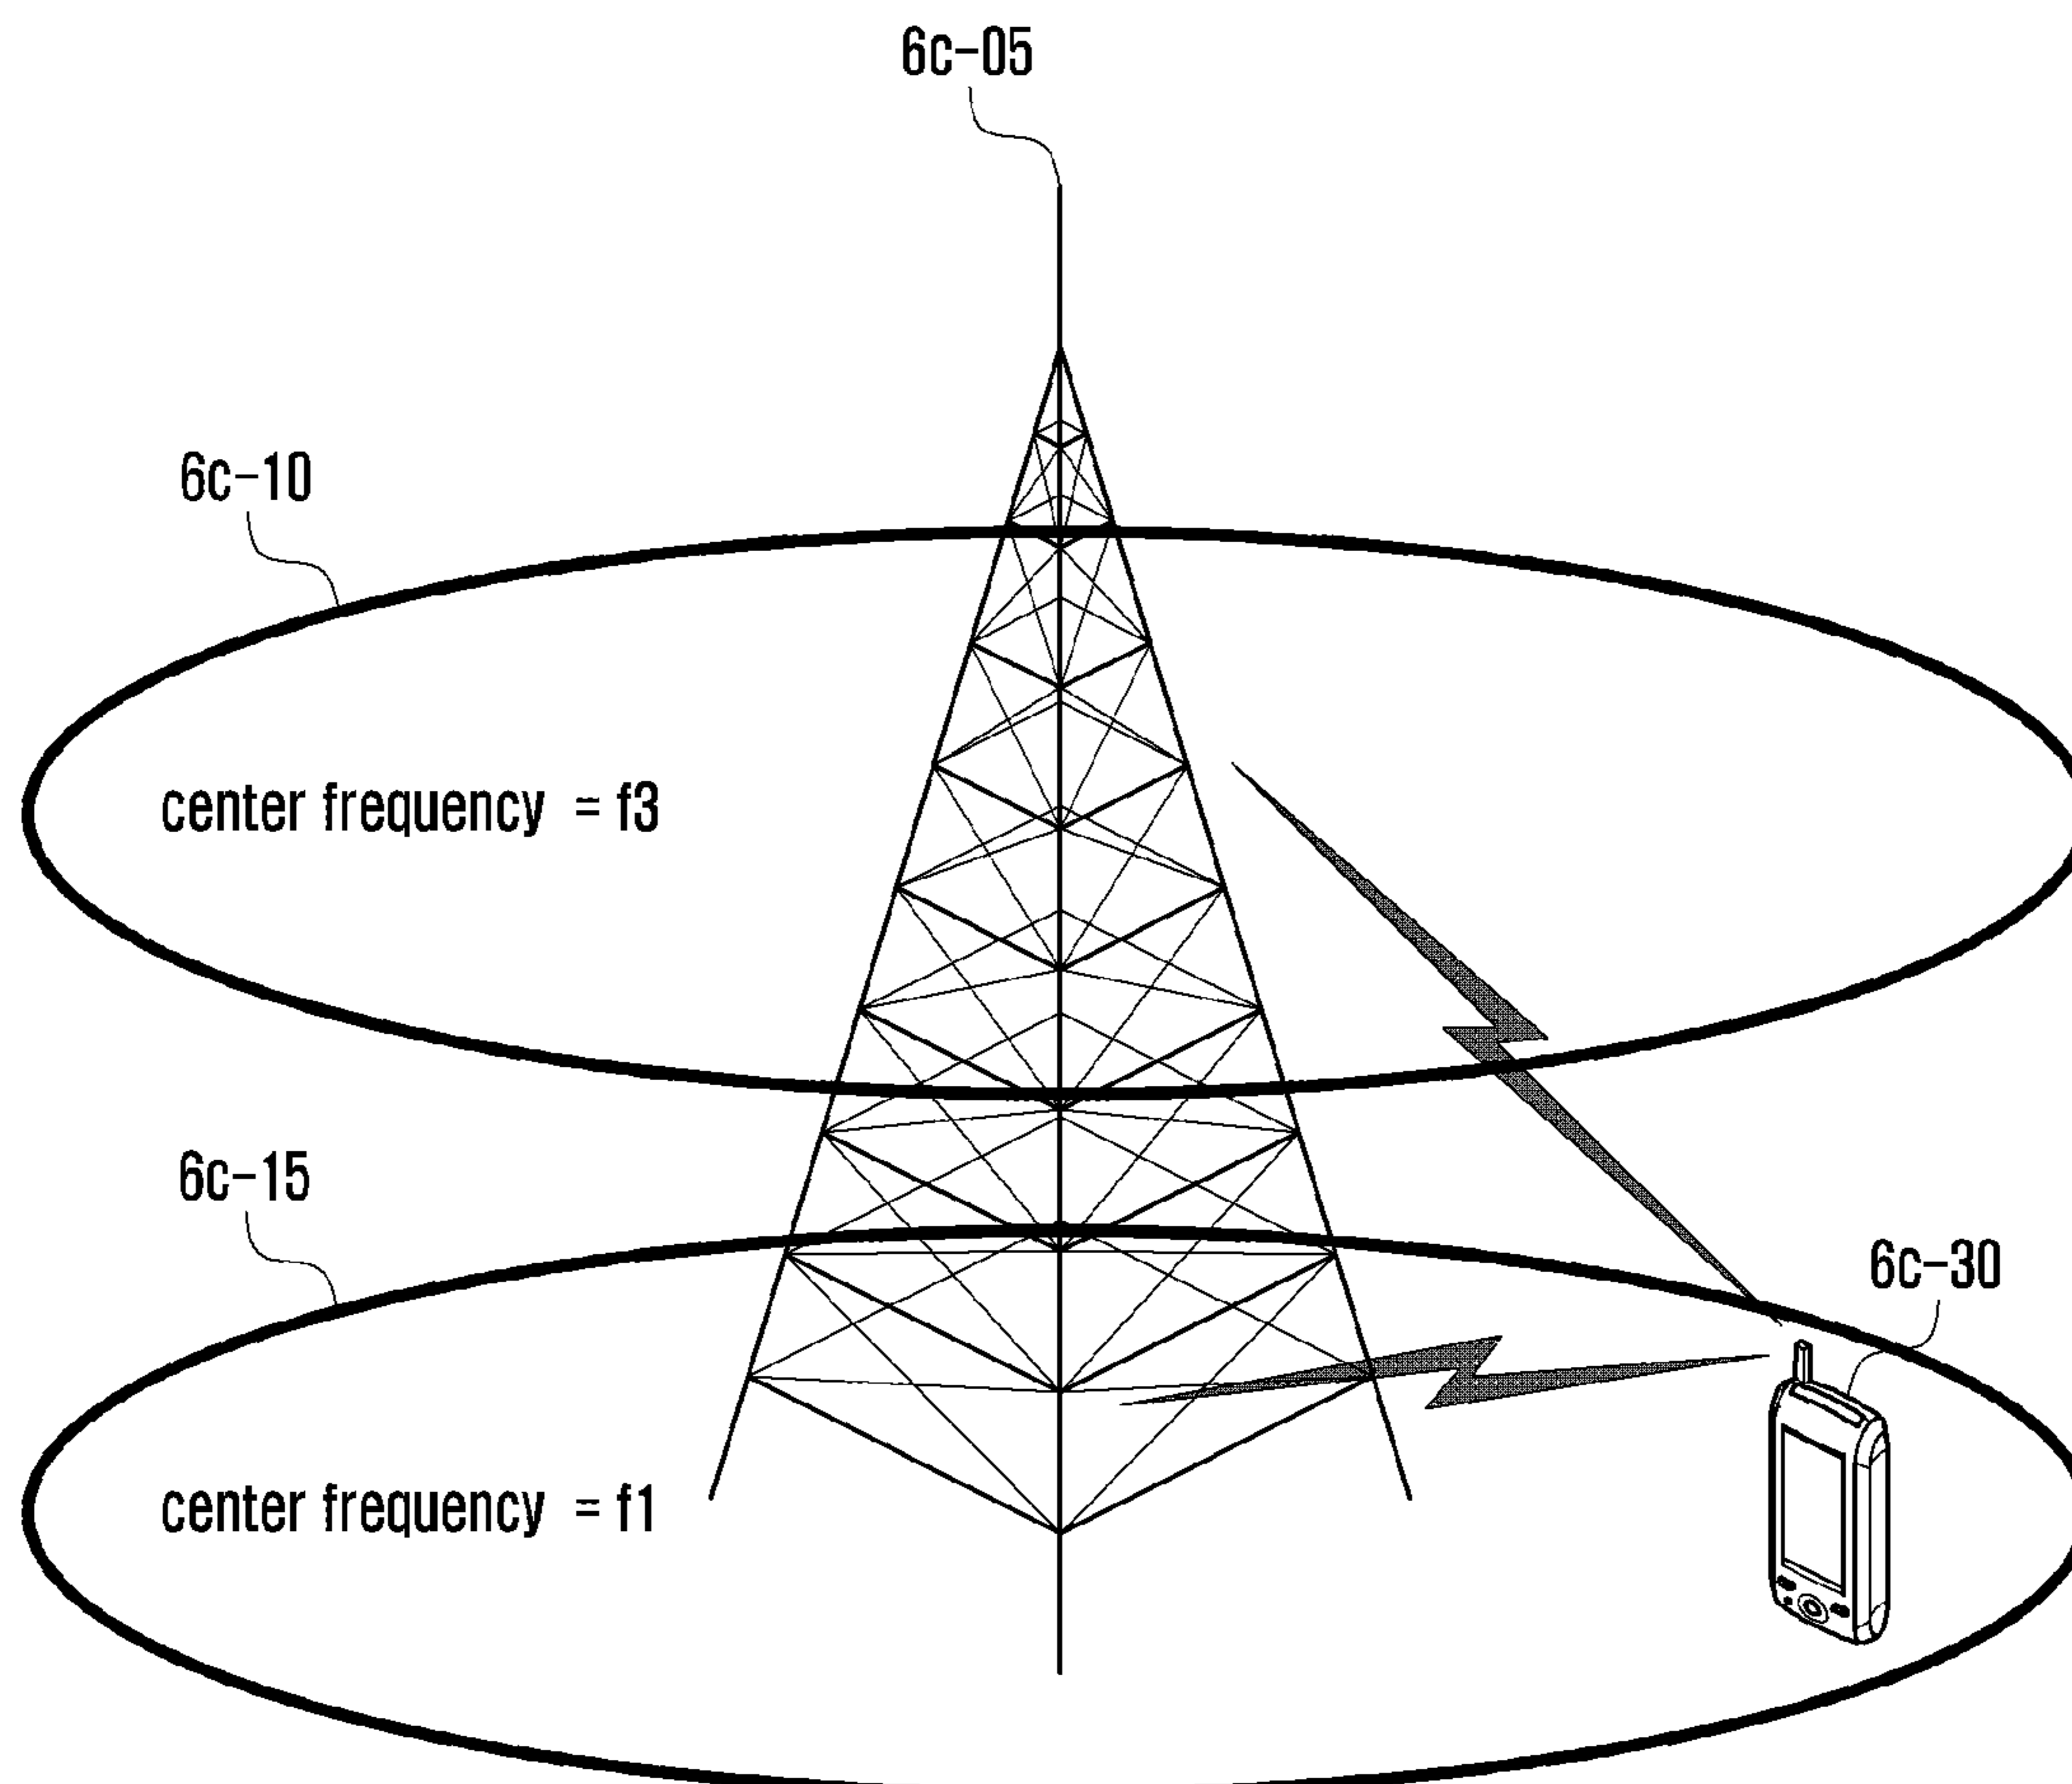 6c-05
6c-10
center frequency = f3
6c-15
6c-30
center frequency = f1